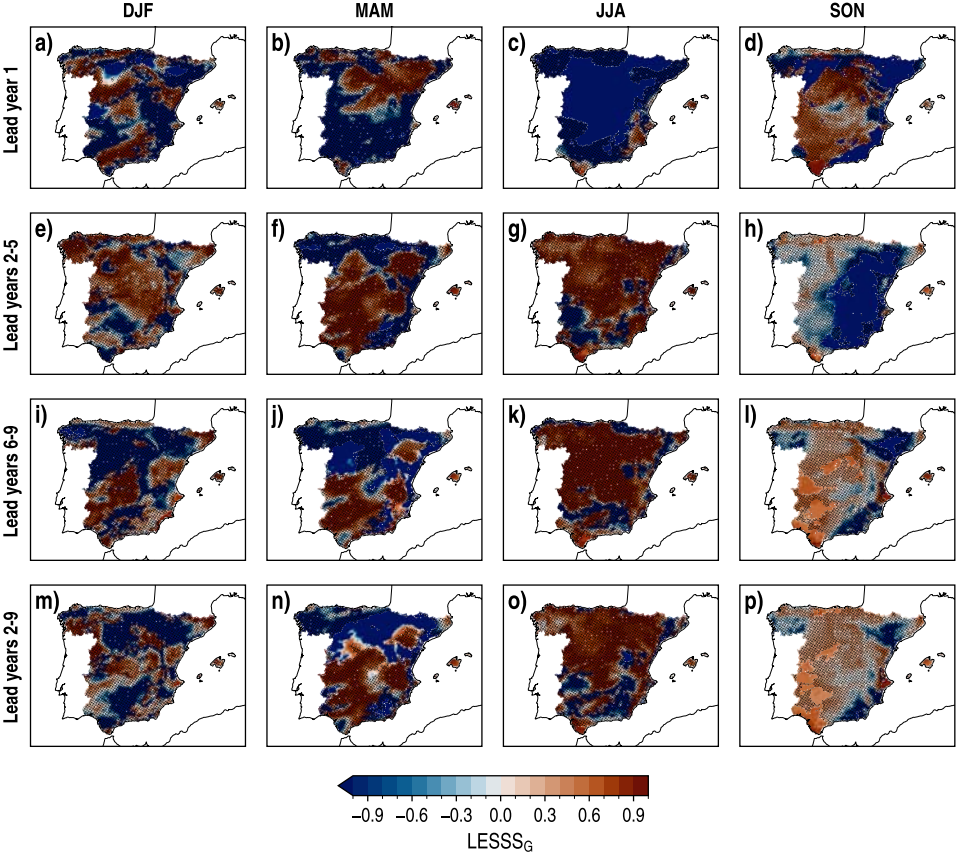 DJF MAM JJA SON
Lead year 1
a) b) c) d)
Lead years 2-5
e) f) g) h)
Lead years 6-9
i) j) k) l)
Lead years 2-9
m) n) o) p)
−0.9 −0.6 −0.3 0.0 0.3 0.6 0.9
LESSS_G